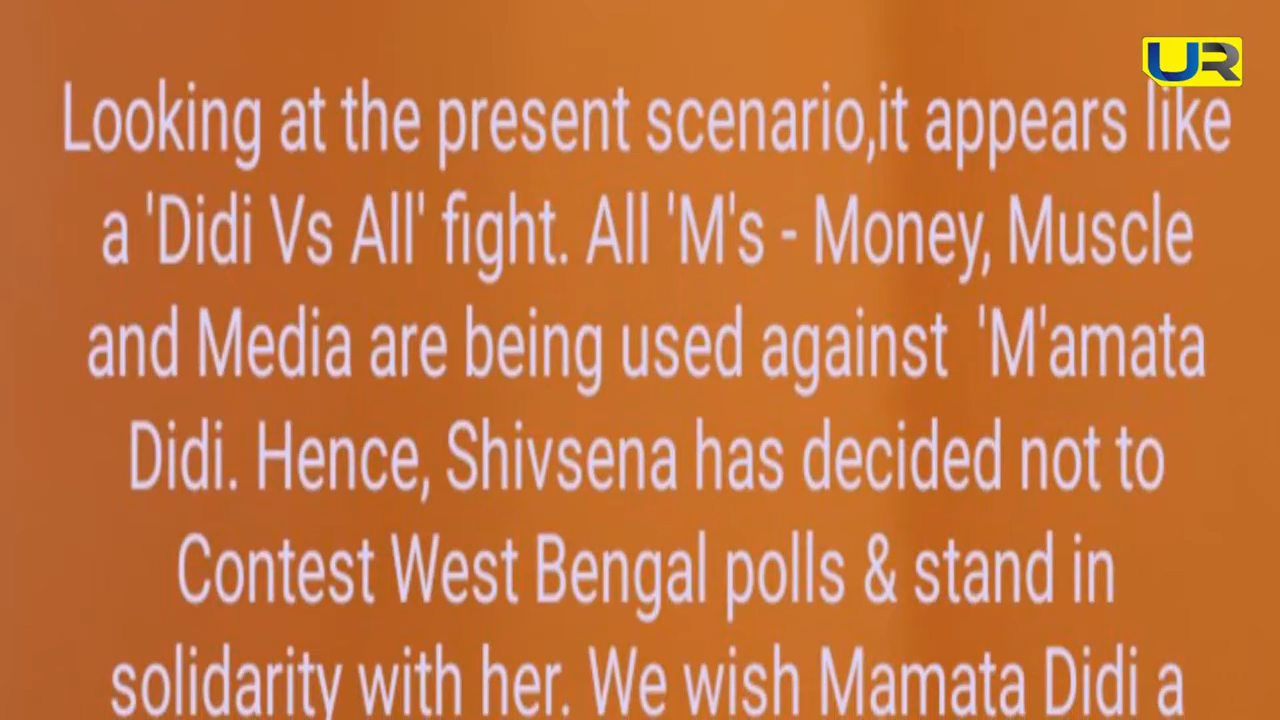 UR
Looking at the present scenario,it appears like
a 'Didi Vs All' fight. All 'M's - Money, Muscle
and Media are being used against 'M'amata
Didi. Hence, Shivsena has decided not to
Contest West Bengal polls & stand in
solidarity with her. We wish Mamata Didi a